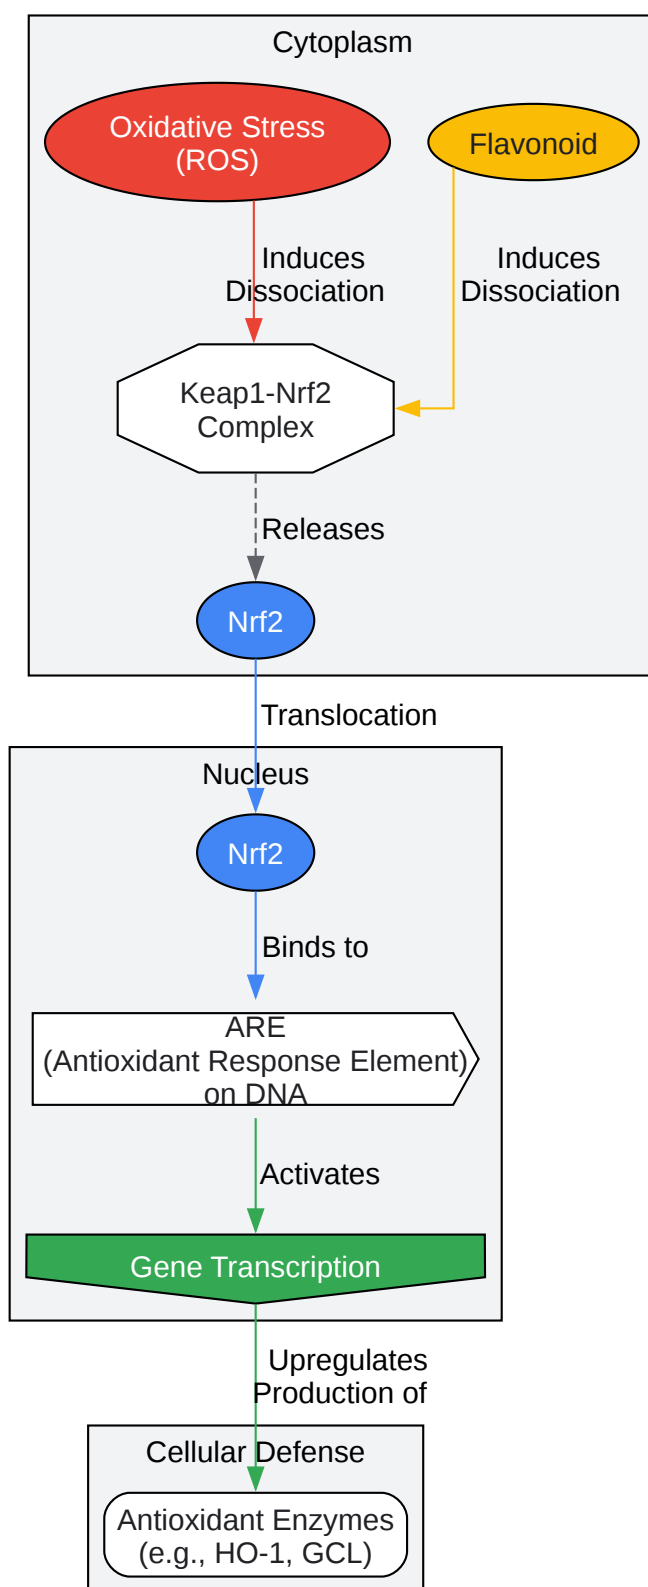 Cytoplasm
Oxidative Stress
(ROS)
Flavonoid
Induces
Dissociation
Induces
Dissociation
Keap1-Nrf2
Complex
Releases
Nrf2
Translocation
Nucleus
Nrf2
Binds to
ARE
(Antioxidant Response Element)
on DNA
Activates
Gene Transcription
Upregulates
Production of
Cellular Defense
Antioxidant Enzymes
(e.g., HO-1, GCL)